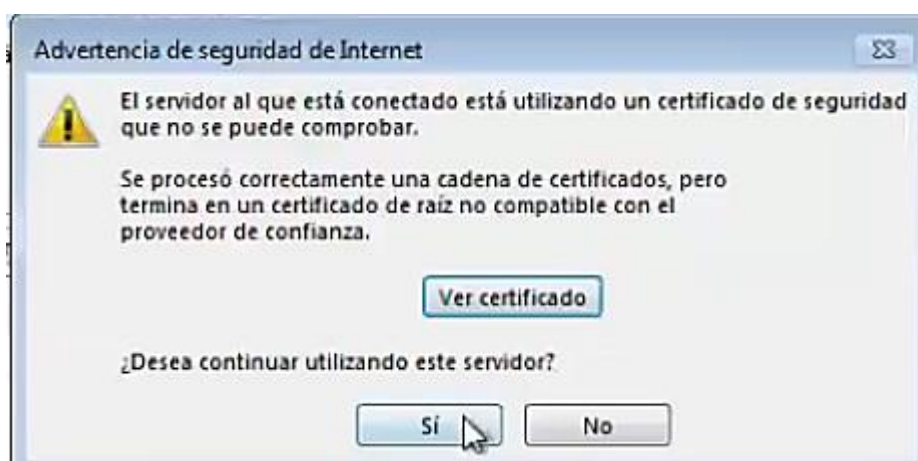 Advertencia de seguridad de Internet
El servidor al que está conectado está utilizando un certificado de seguridad
que no se puede comprobar.
Se procesó correctamente una cadena de certificados, pero
termina en un certificado de raíz no compatible con el
proveedor de confianza.
Ver certificado
¿Desea continuar utilizando este servidor?
Sí No